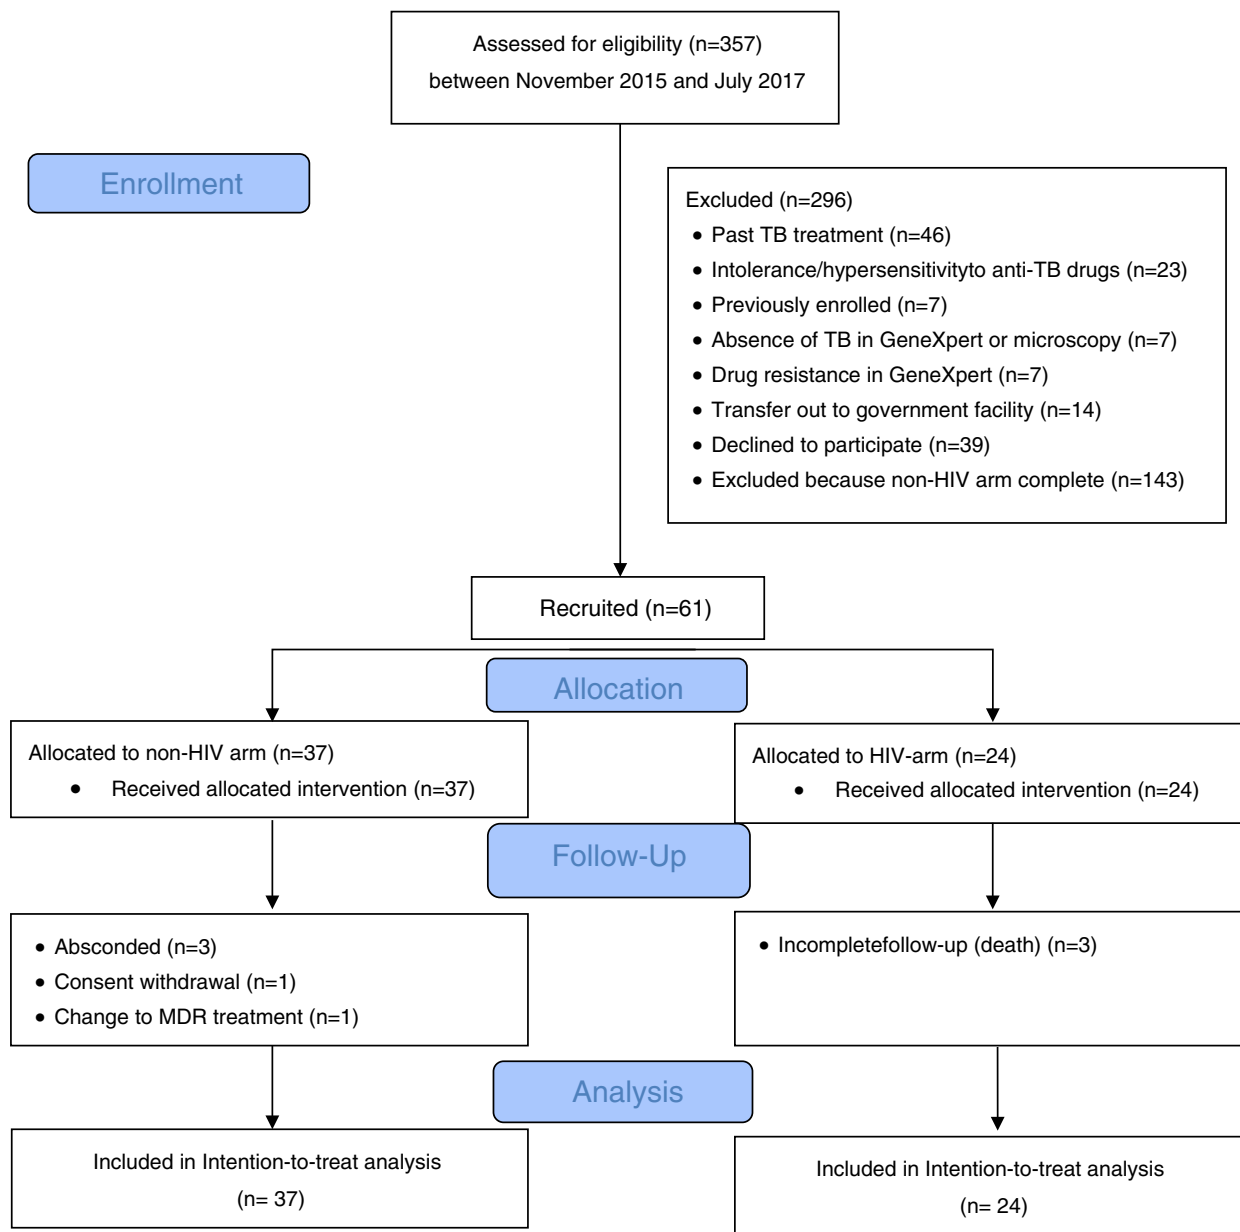 Assessed for eligibility (n=357)
between November 2015 and July 2017
Enrollment
Excluded (n=296)
• Past TB treatment (n=46)
• Intolerance/hypersensitivityto anti-TB drugs (n=23)
• Previously enrolled (n=7)
• Absence of TB in GeneXpert or microscopy (n=7)
• Drug resistance in GeneXpert (n=7)
• Transfer out to government facility (n=14)
• Declined to participate (n=39)
• Excluded because non-HIV arm complete (n=143)
Recruited (n=61)
Allocation
Allocated to non-HIV arm (n=37)
• Received allocated intervention (n=37)
Allocated to HIV-arm (n=24)
• Received allocated intervention (n=24)
Follow-Up
• Absconded (n=3)
• Consent withdrawal (n=1)
• Change to MDR treatment (n=1)
• Incompletefollow-up (death) (n=3)
Analysis
Included in Intention-to-treat analysis
(n= 37)
Included in Intention-to-treat analysis
(n= 24)